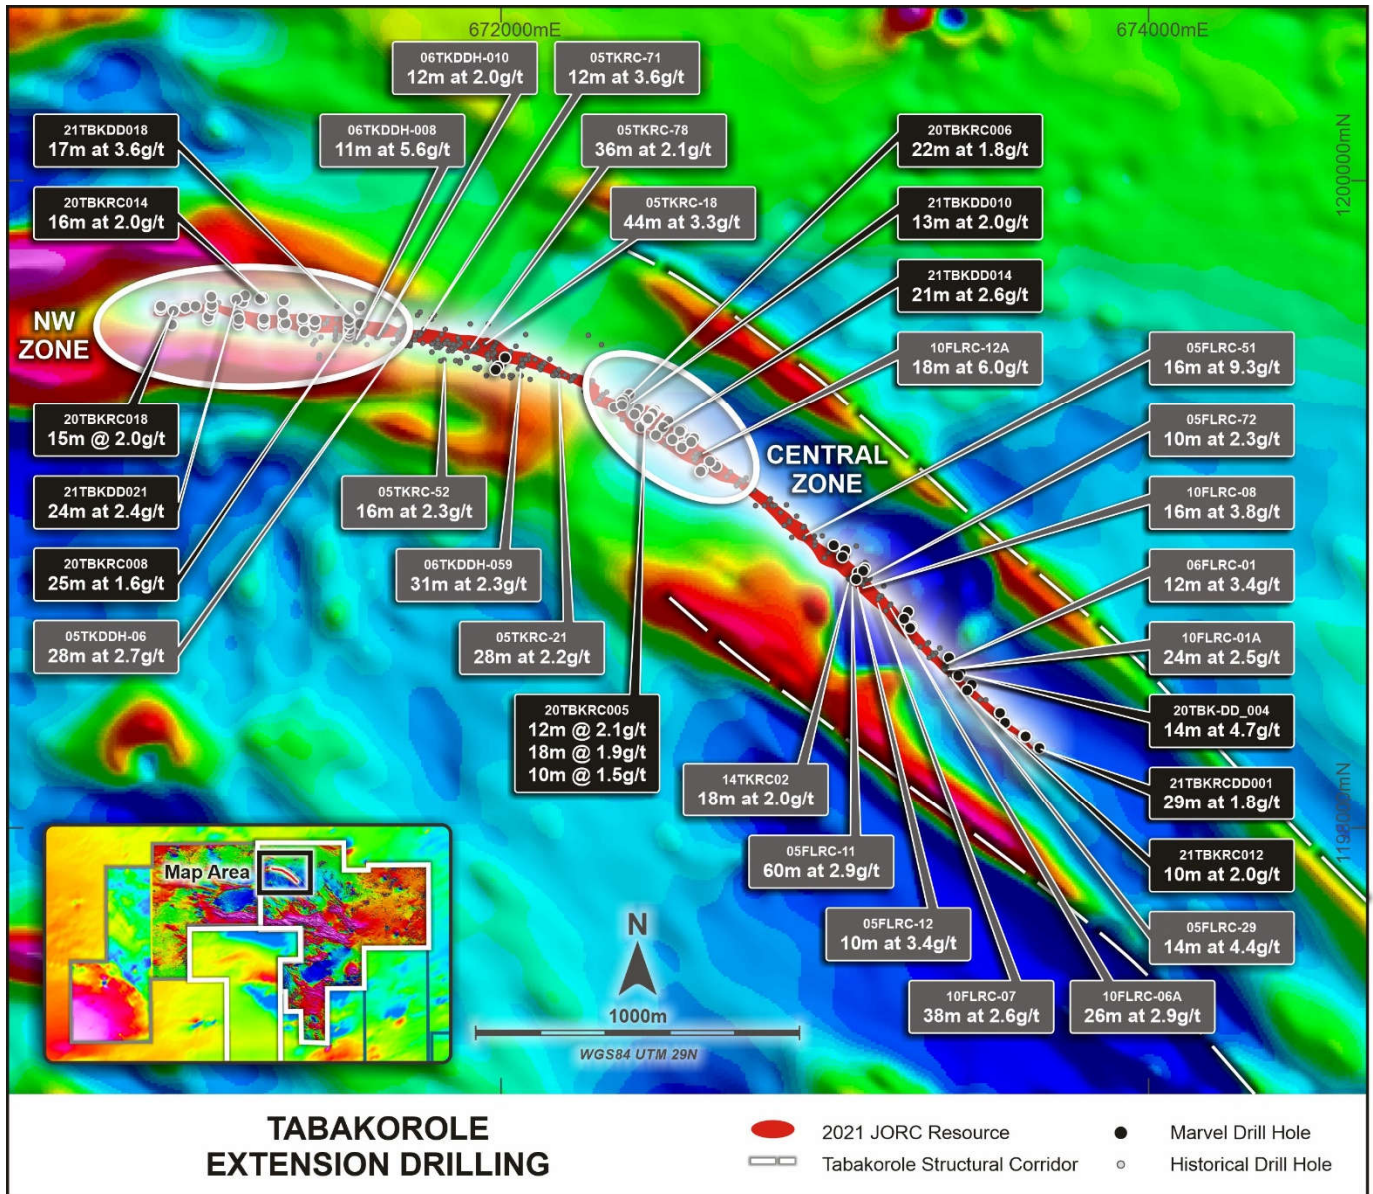 672000mE
674000mE
1200000mN
1198000mN
06TKDDH-010
12m at 2.0g/t
05TKRC-71
12m at 3.6g/t
21TBKDD018
17m at 3.6g/t
06TKDDH-008
11m at 5.6g/t
05TKRC-78
36m at 2.1g/t
20TBKRC006
22m at 1.8g/t
20TBKRC014
16m at 2.0g/t
05TKRC-18
44m at 3.3g/t
21TBKDD010
13m at 2.0g/t
21TBKDD014
21m at 2.6g/t
NW
ZONE
10FLRC-12A
18m at 6.0g/t
05FLRC-51
16m at 9.3g/t
20TBKRC018
15m @ 2.0g/t
05FLRC-72
10m at 2.3g/t
CENTRAL
ZONE
21TBKDD021
24m at 2.4g/t
05TKRC-52
16m at 2.3g/t
10FLRC-08
16m at 3.8g/t
20TBKRC008
25m at 1.6g/t
06TKDDH-059
31m at 2.3g/t
06FLRC-01
12m at 3.4g/t
05TKDDH-06
28m at 2.7g/t
05TKRC-21
28m at 2.2g/t
10FLRC-01A
24m at 2.5g/t
20TBKRC005
12m @ 2.1g/t
18m @ 1.9g/t
10m @ 1.5g/t
20TBK-DD_004
14m at 4.7g/t
14TKRC02
18m at 2.0g/t
21TBKRCDD001
29m at 1.8g/t
05FLRC-11
60m at 2.9g/t
21TBKRC012
10m at 2.0g/t
05FLRC-12
10m at 3.4g/t
05FLRC-29
14m at 4.4g/t
10FLRC-07
38m at 2.6g/t
10FLRC-06A
26m at 2.9g/t
Map Area
N
1000m
WGS84 UTM 29N
TABAKOROLE
EXTENSION DRILLING
2021 JORC Resource
Tabakorole Structural Corridor
Marvel Drill Hole
Historical Drill Hole